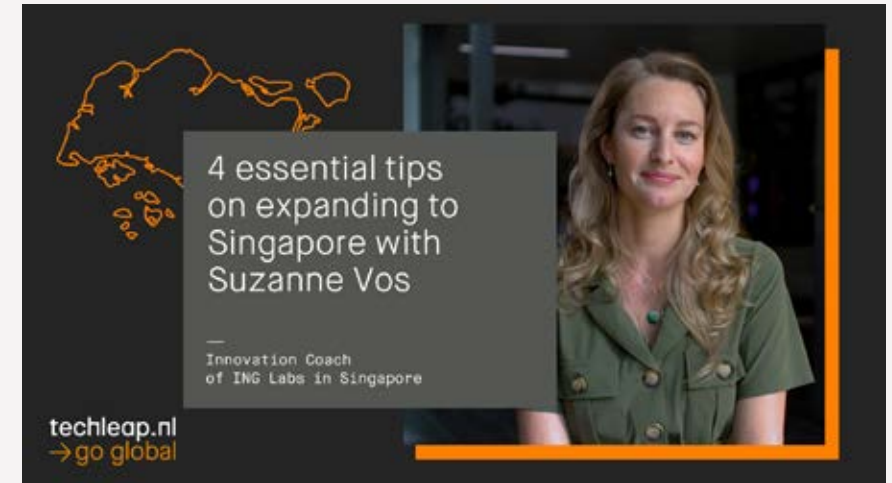 4 essential tips
on expanding to
Singapore with
Suzanne Vos
Innovation Coach
of ING Labs in Singapore
techleap.nl
→go global